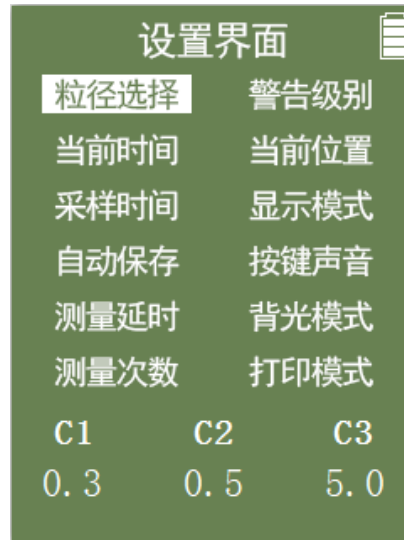 设置界面
粒径选择 警告级别
当前时间 当前位置
采样时间 显示模式
自动保存 按键声音
测量延时 背光模式
测量次数 打印模式
C1 C2 C3
0.3 0.5 5.0